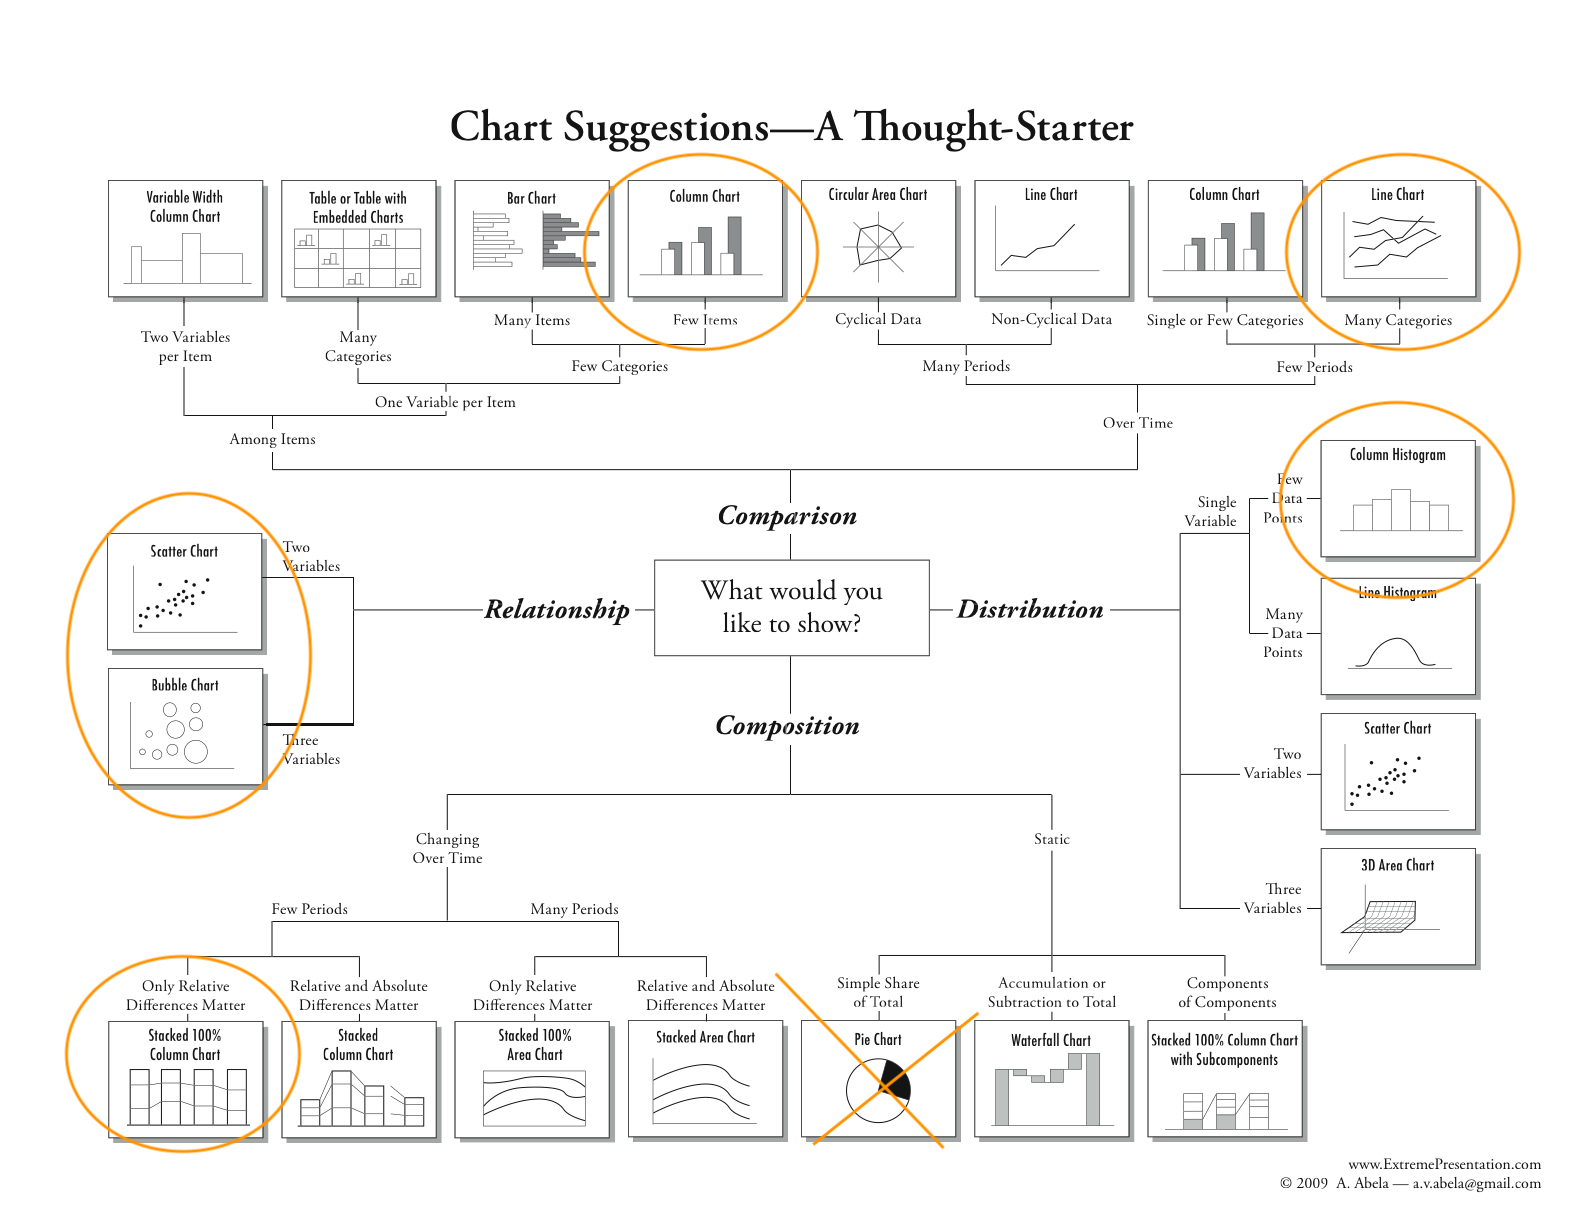 Chart Suggestions—A Thought-Starter
Variable Width
Column Chart
Table or Table with
Embedded Charts
Bar Chart
Column Chart
Circular Area Chart
Line Chart
Column Chart
Line Chart
Two Variables
per Item
Many
Categories
Many Items
Few Items
Cyclical Data
Non-Cyclical Data
Single or Few Categories
Many Categories
Few Categories
Many Periods
Few Periods
One Variable per Item
Among Items
Over Time
Comparison
What would you
like to show?
Relationship
Distribution
Composition
Scatter Chart
Two
Variables
Bubble Chart
Three
Variables
Single
Variable
Few
Data
Points
Column Histogram
Many
Data
Points
Line Histogram
Two
Variables
Scatter Chart
Three
Variables
3D Area Chart
Changing
Over Time
Static
Few Periods
Many Periods
Only Relative
Differences Matter
Relative and Absolute
Differences Matter
Only Relative
Differences Matter
Relative and Absolute
Differences Matter
Simple Share
of Total
Accumulation or
Subtraction to Total
Components
of Components
Stacked 100%
Column Chart
Stacked
Column Chart
Stacked 100%
Area Chart
Stacked Area Chart
Pie Chart
Waterfall Chart
Stacked 100% Column Chart
with Subcomponents
www.ExtremePresentation.com
© 2009 A. Abela — a.v.abela@gmail.com